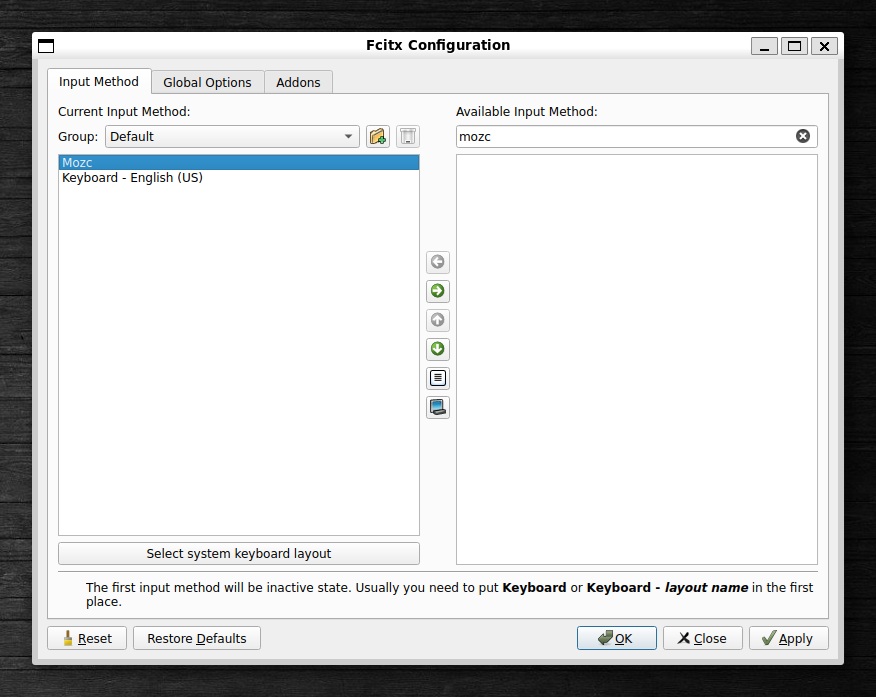 Fcitx Configuration
Input Method
Global Options
Addons
Current Input Method:
Available Input Method:
Group:
Default
mozc
Mozc
Keyboard - English (US)
Select system keyboard layout
The first input method will be inactive state. Usually you need to put Keyboard or Keyboard - layout name in the first
place.
Reset
Restore Defaults
OK
Close
Apply